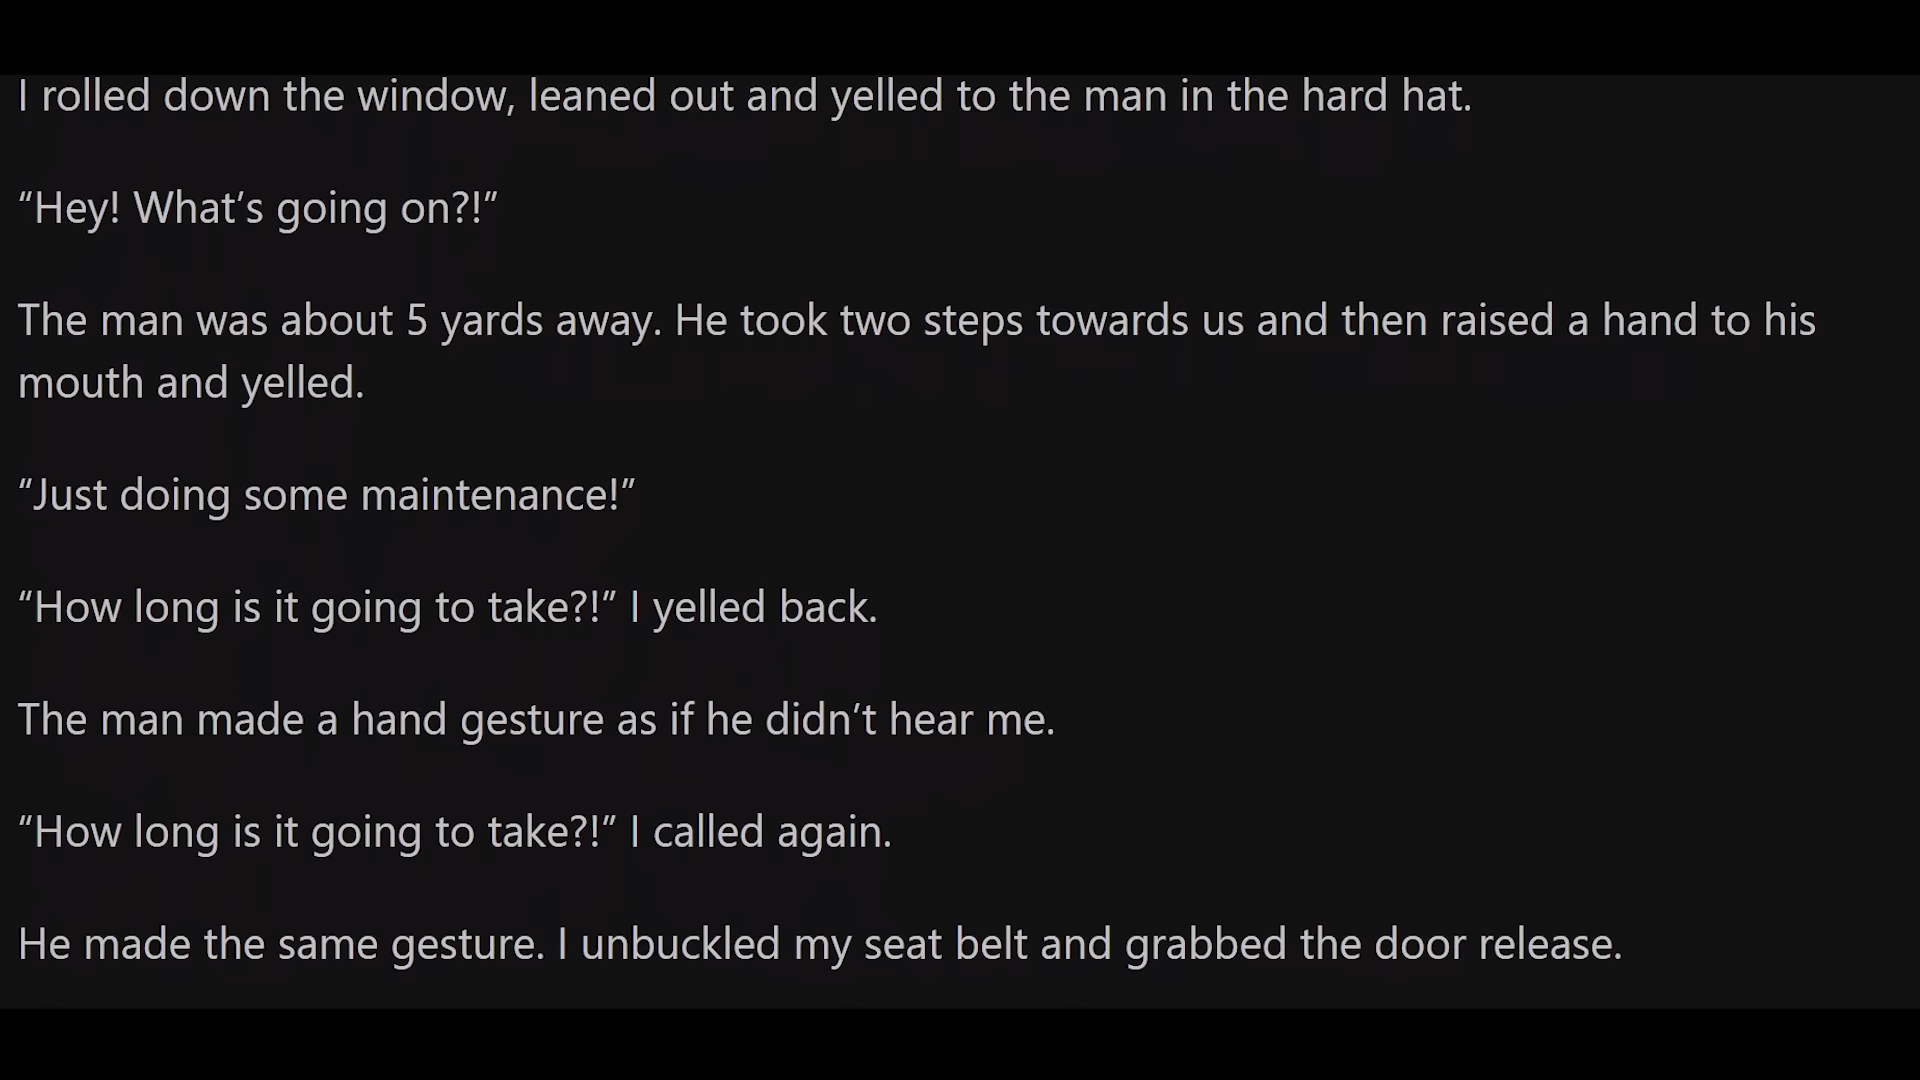 I rolled down the window, leaned out and yelled to the man in the hard hat.
“Hey! What’s going on?!”
The man was about 5 yards away. He took two steps towards us and then raised a hand to his
mouth and yelled.
“Just doing some maintenance!”
“How long is it going to take?!” I yelled back.
The man made a hand gesture as if he didn’t hear me.
“How long is it going to take?!” I called again.
He made the same gesture. I unbuckled my seat belt and grabbed the door release.